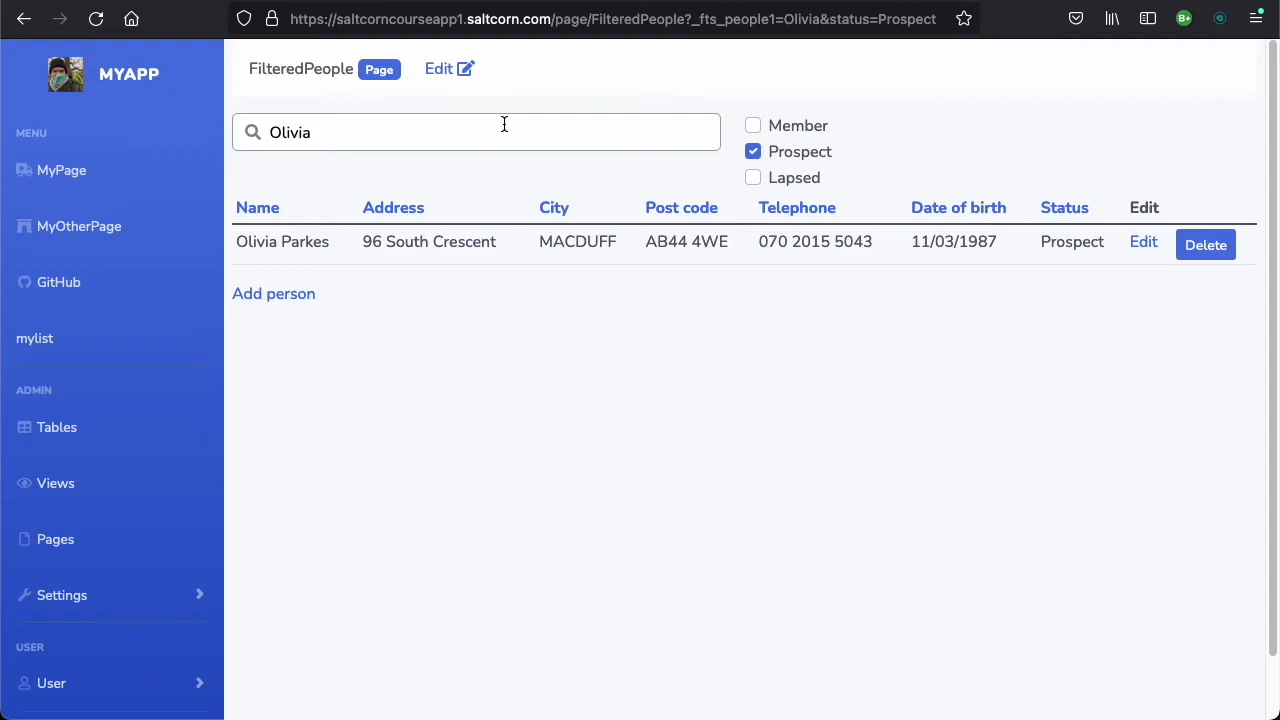 https://saltcorncourseapp1.saltcorn.com/page/FilteredPeople?_fts_people1=Olivia&status=Prospect
B+
MYAPP
MENU
MyPage
MyOtherPage
GitHub
mylist
ADMIN
Tables
Views
Pages
Settings
USER
User
FilteredPeople Page Edit
Olivia
Member
Prospect
Lapsed
Name Address City Post code Telephone Date of birth Status Edit
Olivia Parkes 96 South Crescent MACDUFF AB44 4WE 070 2015 5043 11/03/1987 Prospect Edit Delete
Add person